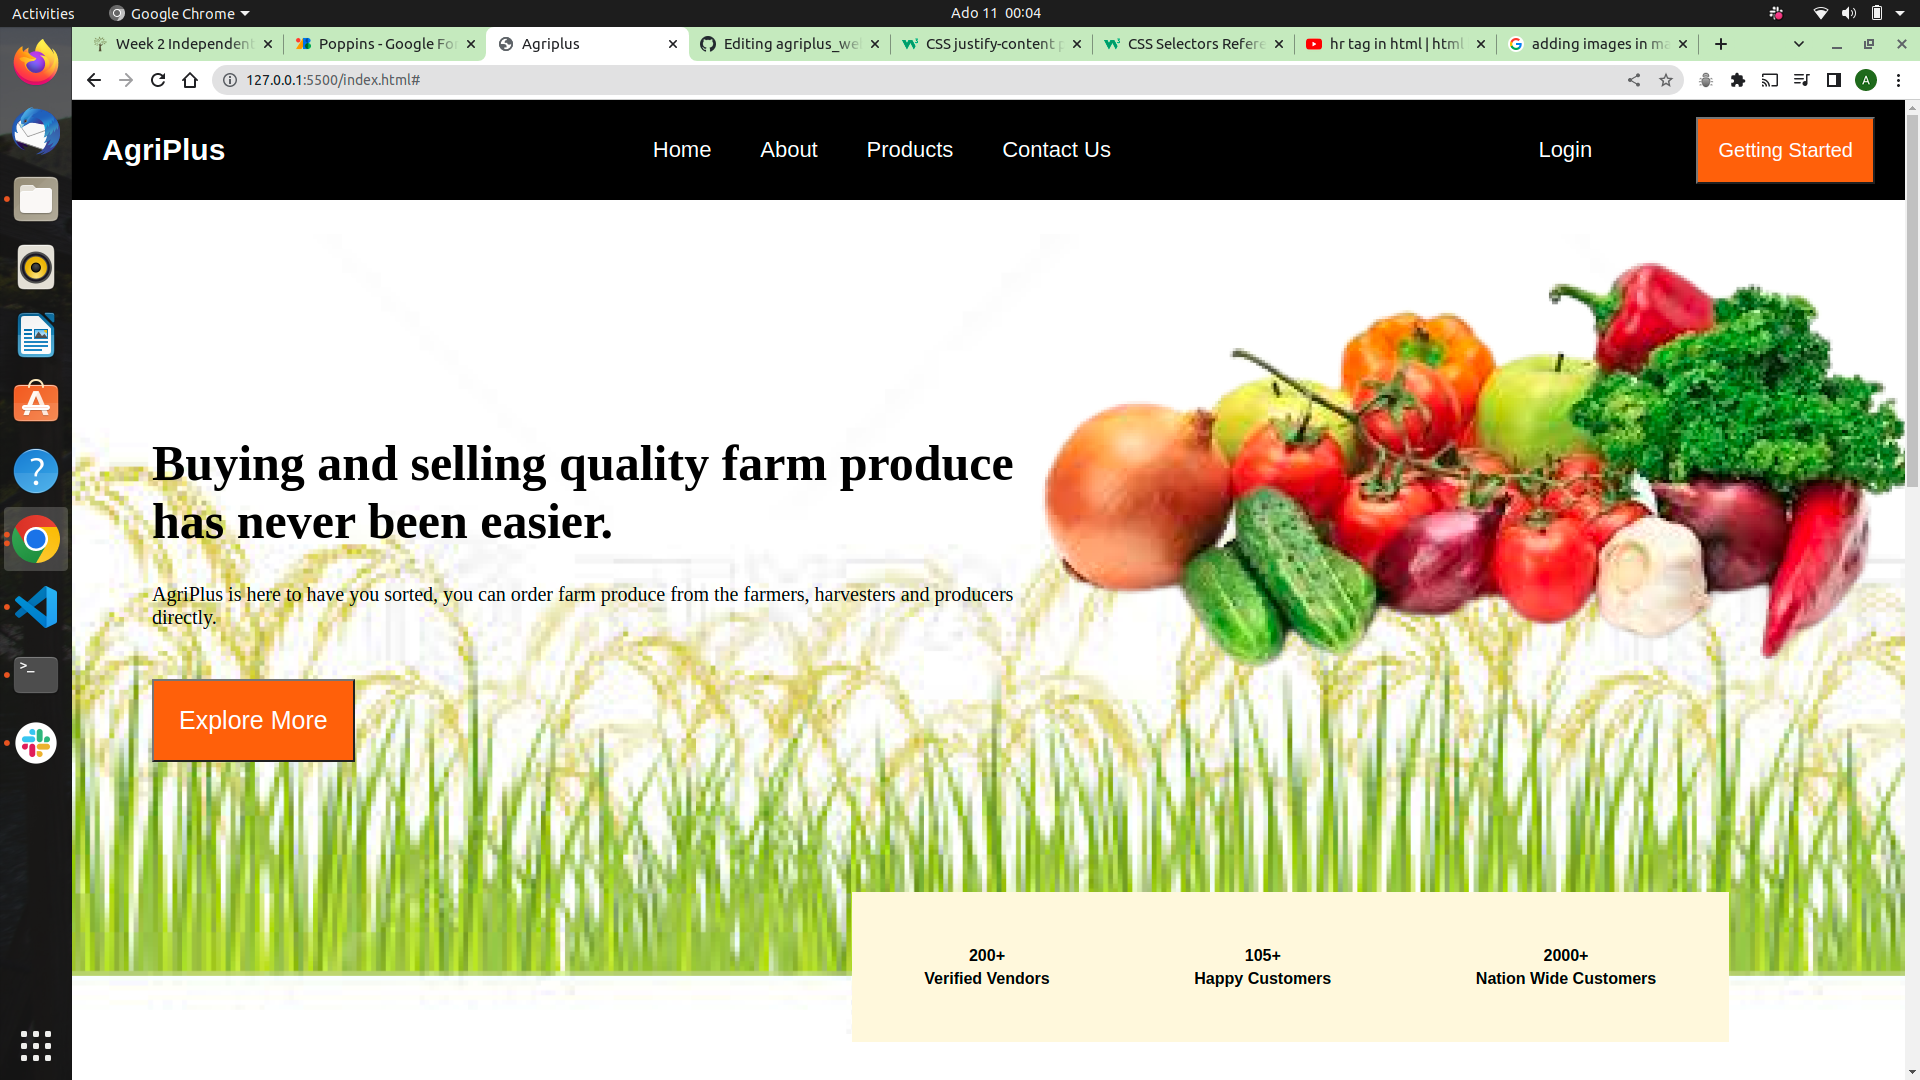 Activities
Google Chrome
Ado 11 00:04
Week 2 Independent
Poppins - Google Fo
Agriplus
Editing agriplus_we
CSS justify-content p
CSS Selectors Refere
hr tag in html | html
adding images in ma
127.0.0.1:5500/index.html#
A
AgriPlus
Home
About
Products
Contact Us
Login
Getting Started
Buying and selling quality farm produce
has never been easier.
AgriPlus is here to have you sorted, you can order farm produce from the farmers, harvesters and producers
directly.
Explore More
200+
Verified Vendors
105+
Happy Customers
2000+
Nation Wide Customers